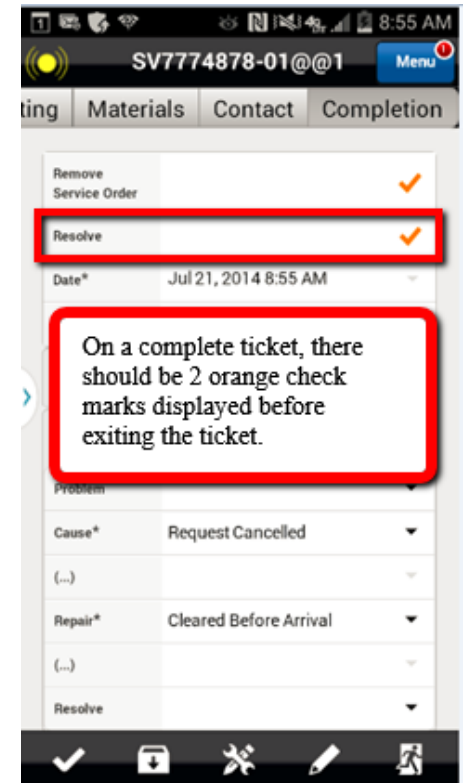 1 8:55 AM
SV7774878-01@@1 Menu
ting Materials Contact Completion
Remove
Service Order
Resolve
Date* Jul 21, 2014 8:55 AM
On a complete ticket, there
should be 2 orange check
marks displayed before
exiting the ticket.
Problem
Cause* Request Cancelled
(...)
Repair* Cleared Before Arrival
(...)
Resolve